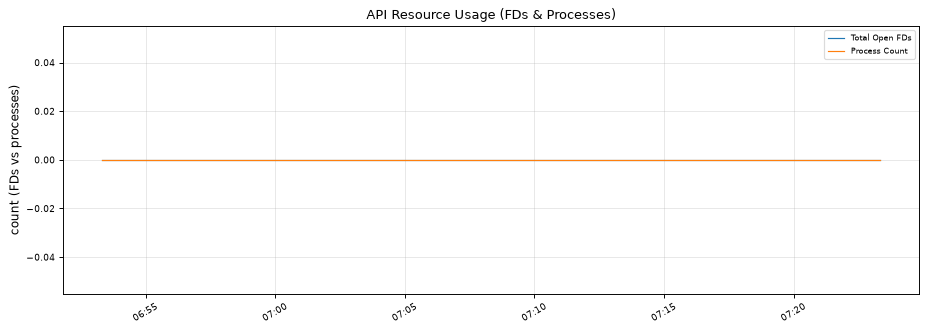 API Resource Usage (FDs & Processes)
Total Open FDs
Process Count
count (FDs vs processes)
0.04
0.02
0.00
−0.02
−0.04
06:55
07:00
07:05
07:10
07:15
07:20